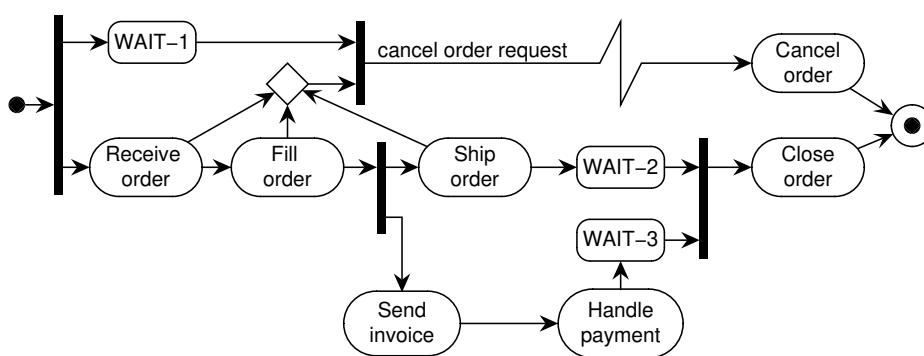 WAIT−1
cancel order request
Cancel
order
Receive
order
Fill
order
Ship
order
WAIT−2
Close
order
WAIT−3
Send
invoice
Handle
payment